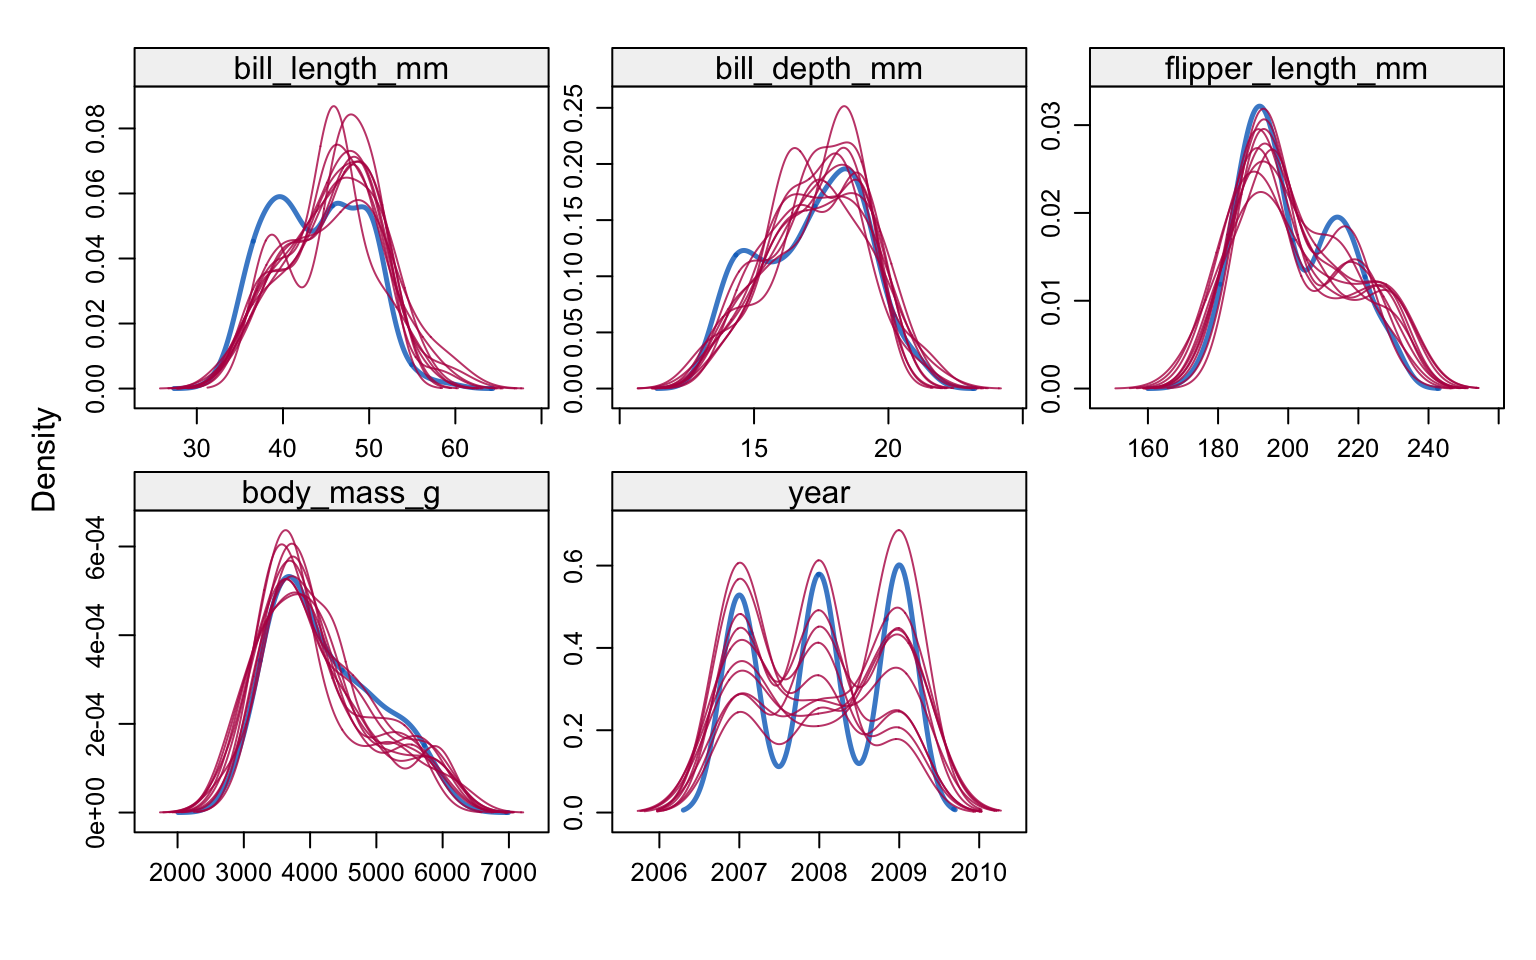 bill_length_mm
bill_depth_mm
flipper_length_mm
0.00 0.02 0.04 0.06 0.08
0.00 0.05 0.10 0.15 0.20 0.25
0.00 0.01 0.02 0.03
30 40 50 60
15 20
160 180 200 220 240
Density
body_mass_g
year
0e+00 2e-04 4e-04 6e-04
0.0 0.2 0.4 0.6
2000 3000 4000 5000 6000 7000
2006 2007 2008 2009 2010